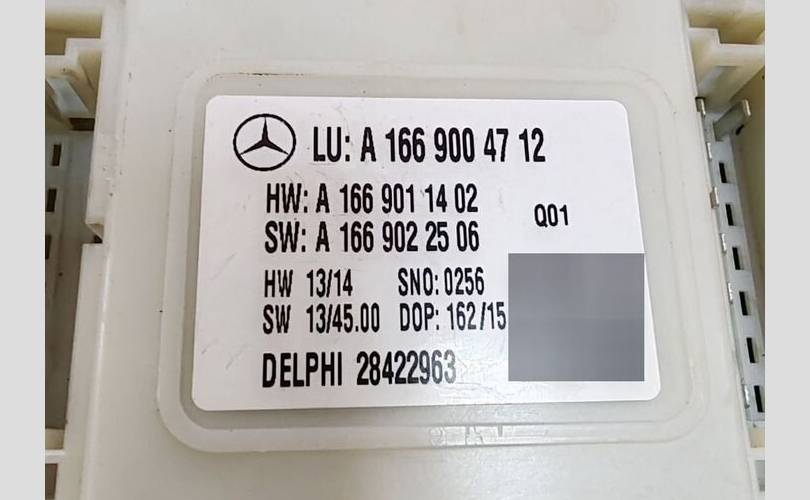 LU: A 166 900 47 12
HW: A 166 901 14 02
SW: A 166 902 25 06
Q01
HW 13/14 SNO: 0256
SW 13/45.00 DOP: 162/15
DELPHI 28422963